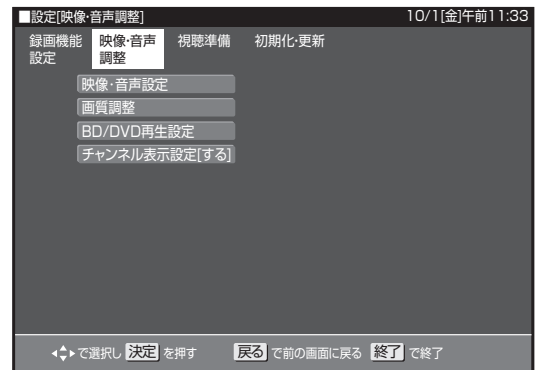 ■設定[映像・音声調整]
10/1[金]午前11:33
録画機能設定
映像・音声調整
視聴準備
初期化・更新
映像・音声設定
画質調整
BD/DVD再生設定
チャンネル表示設定[する]
で選択し 決定 を押す 戻る で前の画面に戻る 終了 で終了